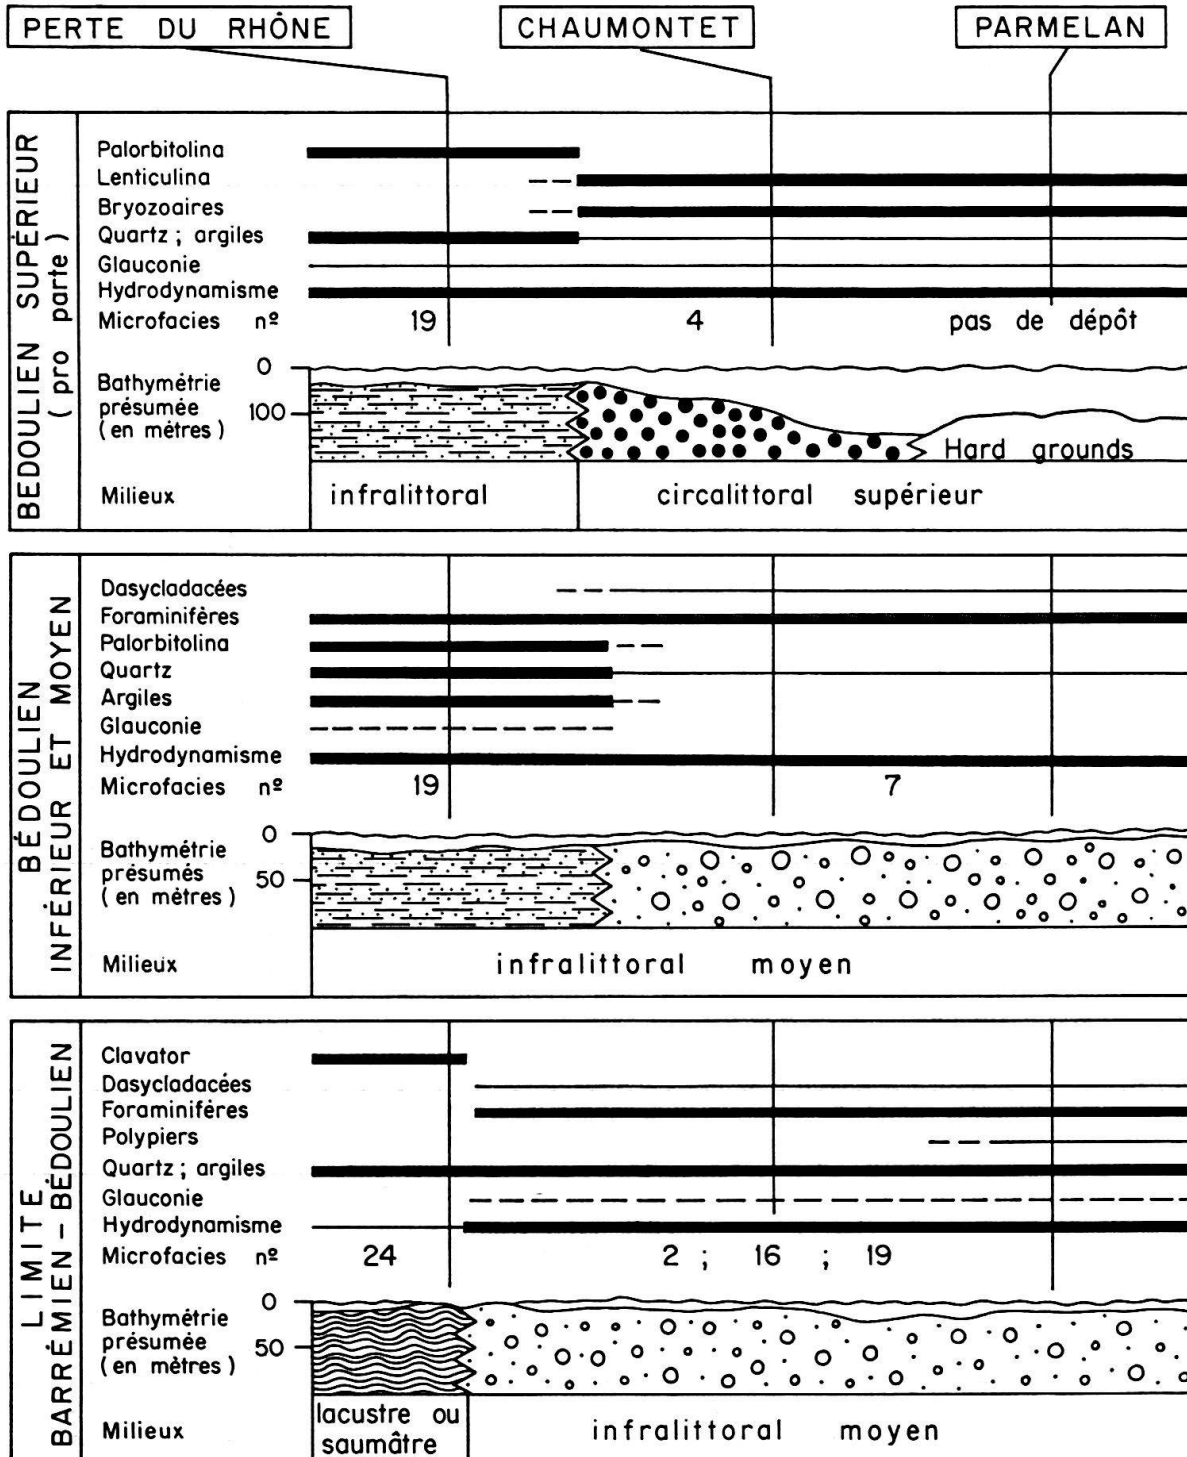 PERTE DU RHÔNE
CHAUMONTET
PARMELAN
BEDOULIEN SUPÉRIEUR
( pro parte )
Palorbitolina
Lenticulina
Bryozoaires
Quartz ; argiles
Glauconie
Hydrodynamisme
Microfacies nº
19
4
pas de dépôt
Bathymétrie
présumée
( en mètres )
0
100
Hard grounds
Milieux
infralittoral
circalittoral supérieur
BÉDOULIEN
INFÉRIEUR ET MOYEN
Dasycladacées
Foraminifères
Palorbitolina
Quartz
Argiles
Glauconie
Hydrodynamisme
Microfacies nº
19
7
Bathymétrie
présumés
( en mètres )
0
50
Milieux
infralittoral moyen
LIMITE
BARRÉMIEN - BÉDOULIEN
Clavator
Dasycladacées
Foraminifères
Polypiers
Quartz ; argiles
Glauconie
Hydrodynamisme
Microfacies nº
24
2 ; 16 ; 19
Bathymétrie
présumée
( en mètres )
0
50
Milieux
lacustre ou
saumâtre
infralittoral moyen